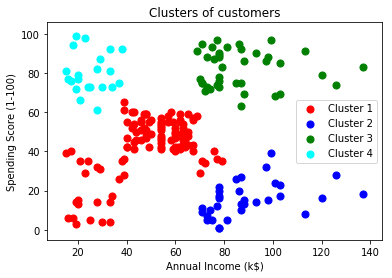 Clusters of customers
Spending Score (1-100)
100
80
60
40
20
0
Cluster 1
Cluster 2
Cluster 3
Cluster 4
20 40 60 80 100 120 140
Annual Income (k$)